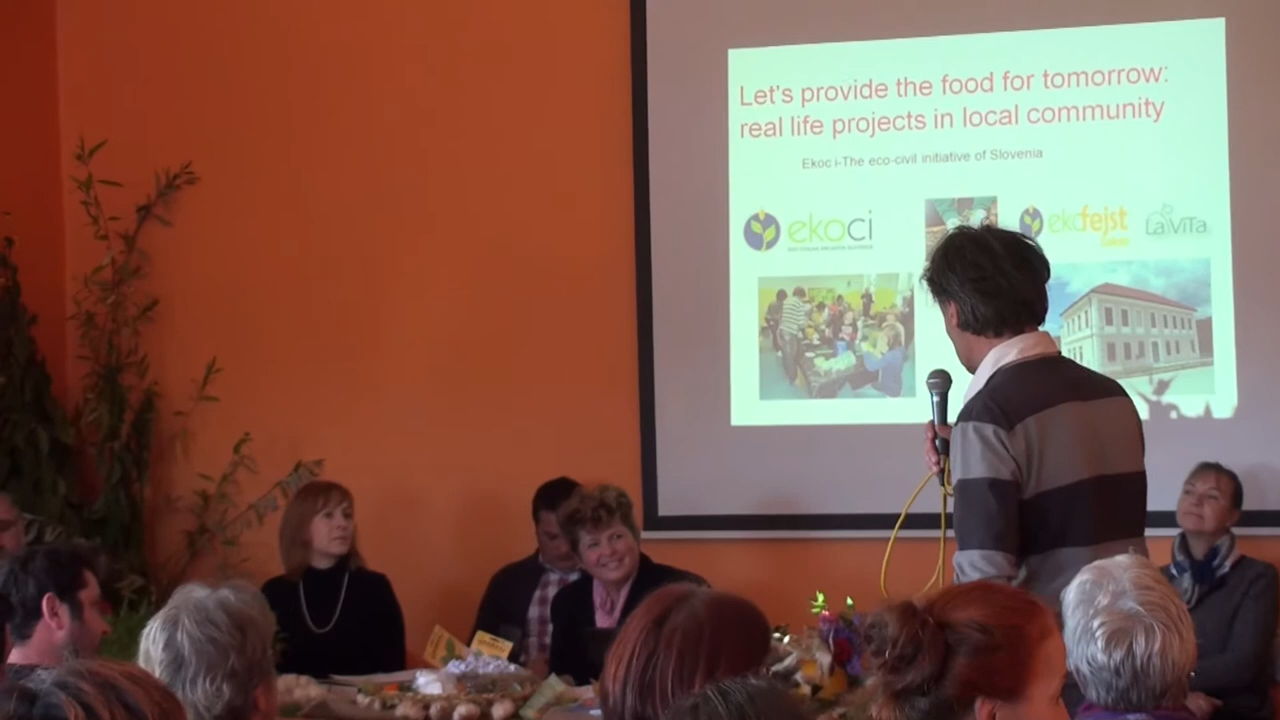 Let's provide the food for tomorrow:
real life projects in local community
Ekoc i-The eco-civil initiative of Slovenia
ekoci
ekofejst
LaViTa